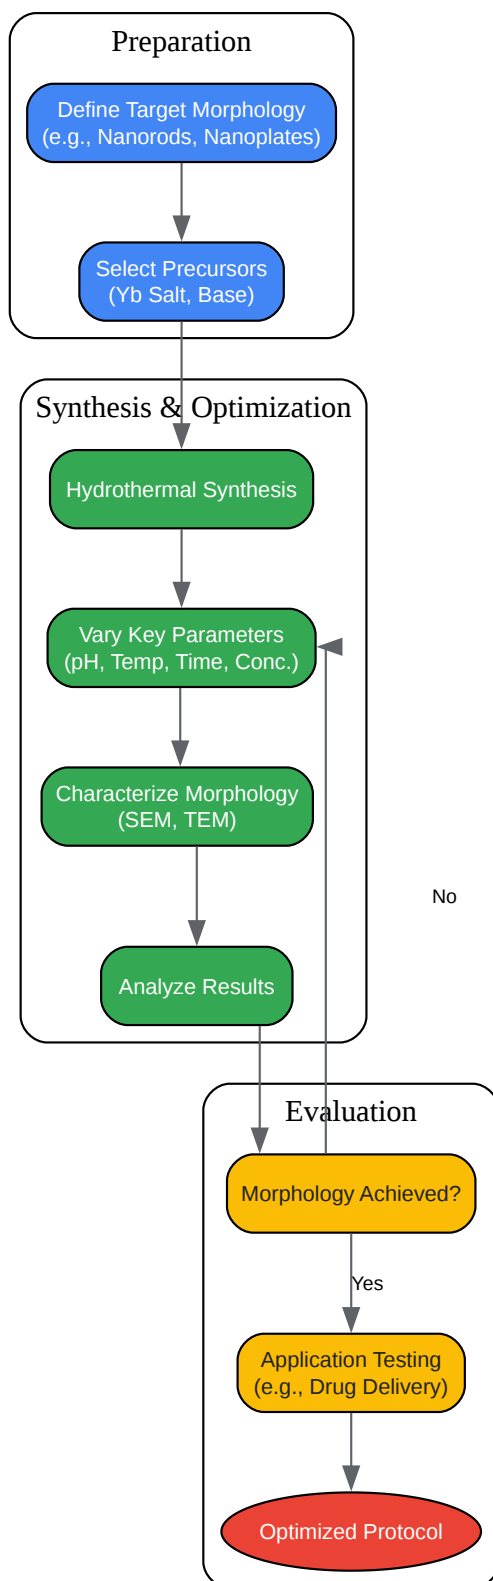 Preparation
Define Target Morphology
(e.g., Nanorods, Nanoplates)
Select Precursors
(Yb Salt, Base)
Synthesis & Optimization
Hydrothermal Synthesis
Vary Key Parameters
(pH, Temp, Time, Conc.)
Characterize Morphology
(SEM, TEM)
No
Analyze Results
Evaluation
Morphology Achieved?
Yes
Application Testing
(e.g., Drug Delivery)
Optimized Protocol